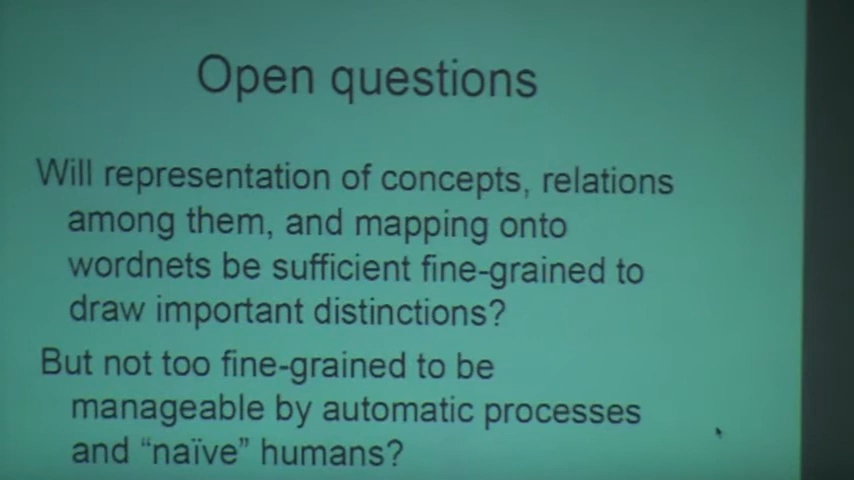 Open questions
Will representation of concepts, relations
among them, and mapping onto
wordnets be sufficient fine-grained to
draw important distinctions?
But not too fine-grained to be
manageable by automatic processes
and “naïve” humans?